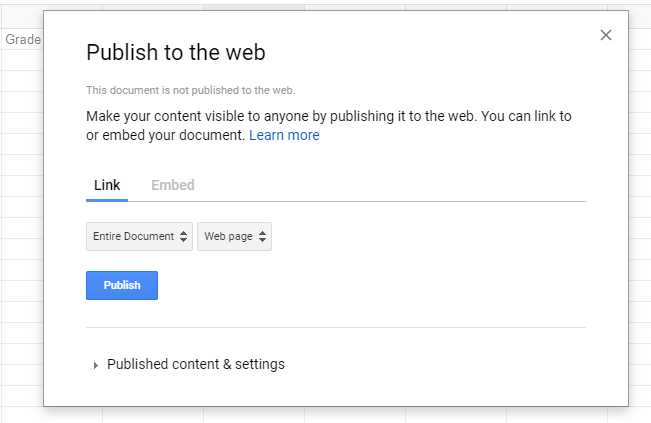 Grade
Publish to the web
This document is not published to the web.
Make your content visible to anyone by publishing it to the web. You can link to
or embed your document. Learn more
Link Embed
Entire Document Web page
Publish
Published content & settings